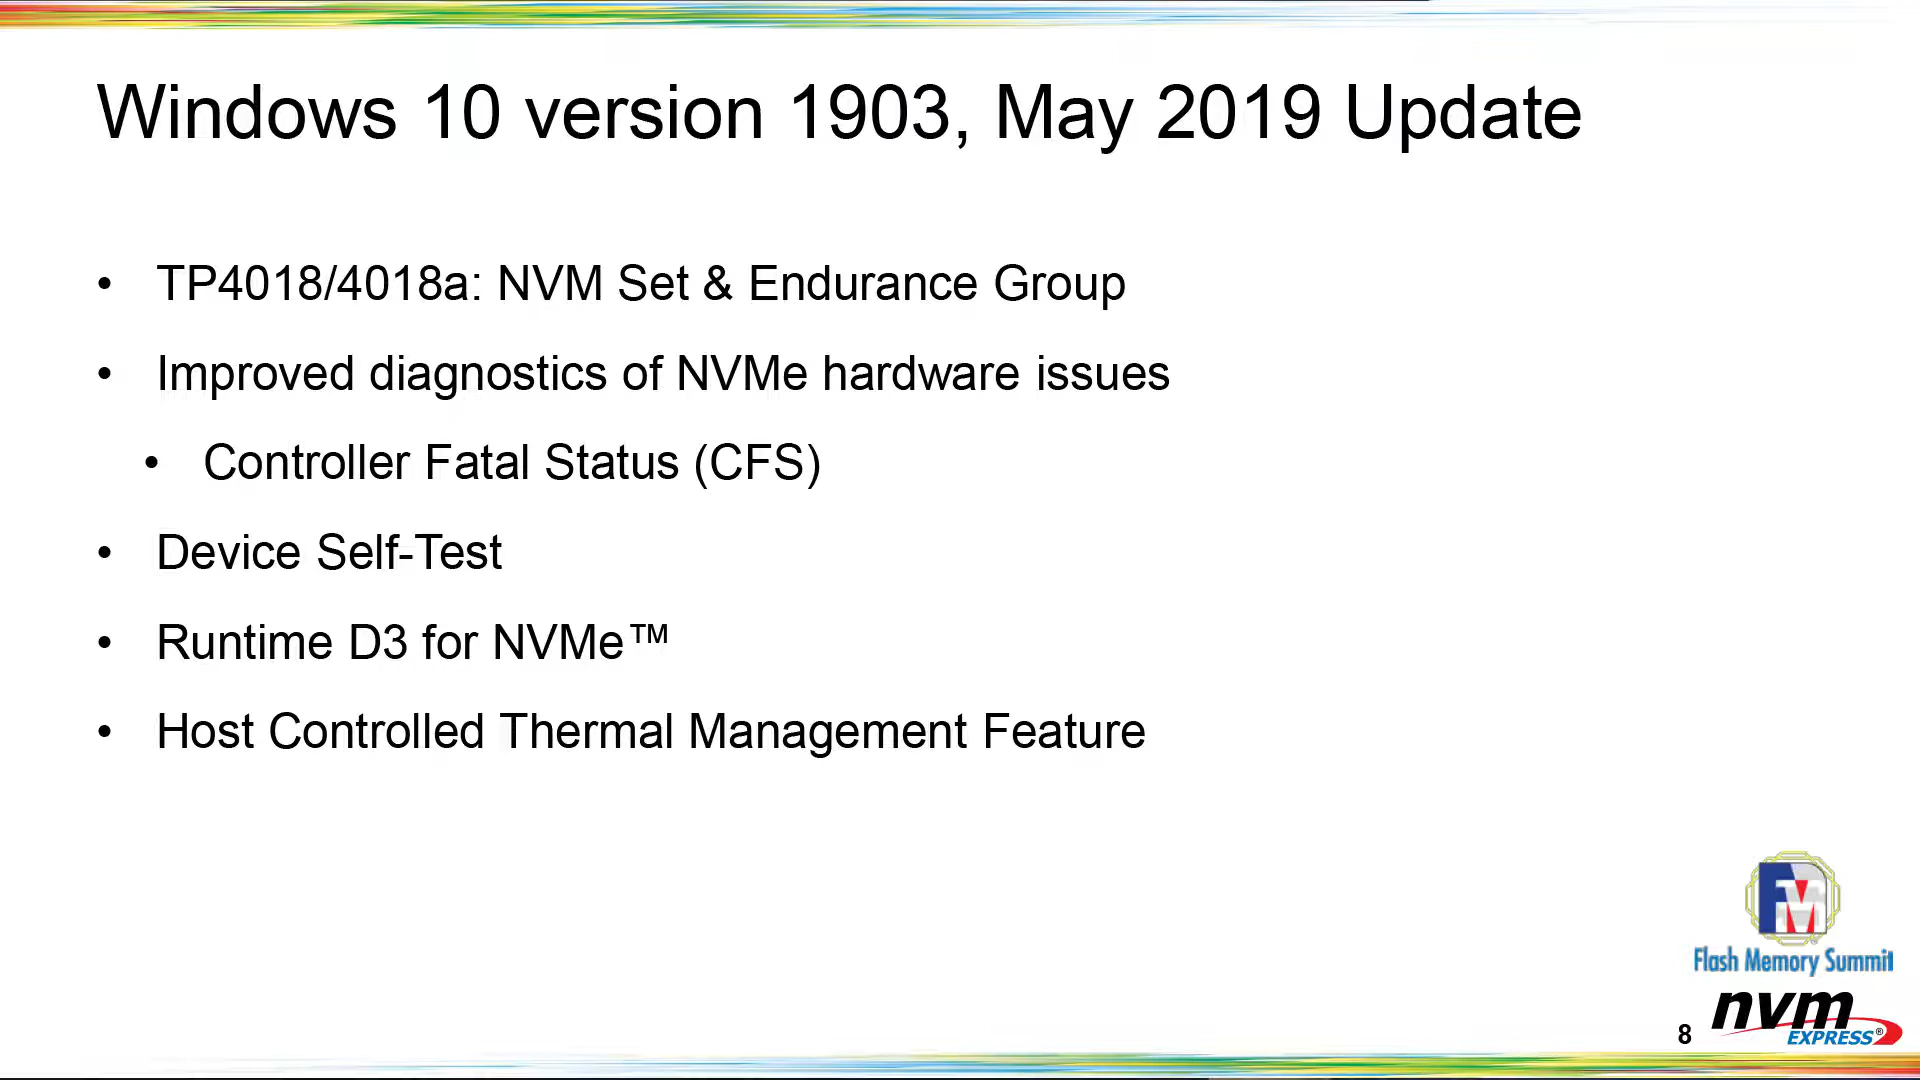 Windows 10 version 1903, May 2019 Update
• TP4018/4018a: NVM Set & Endurance Group
• Improved diagnostics of NVMe hardware issues
• Controller Fatal Status (CFS)
• Device Self-Test
• Runtime D3 for NVMe™
• Host Controlled Thermal Management Feature
FM
Flash Memory Summit
nvm
EXPRESS®
8